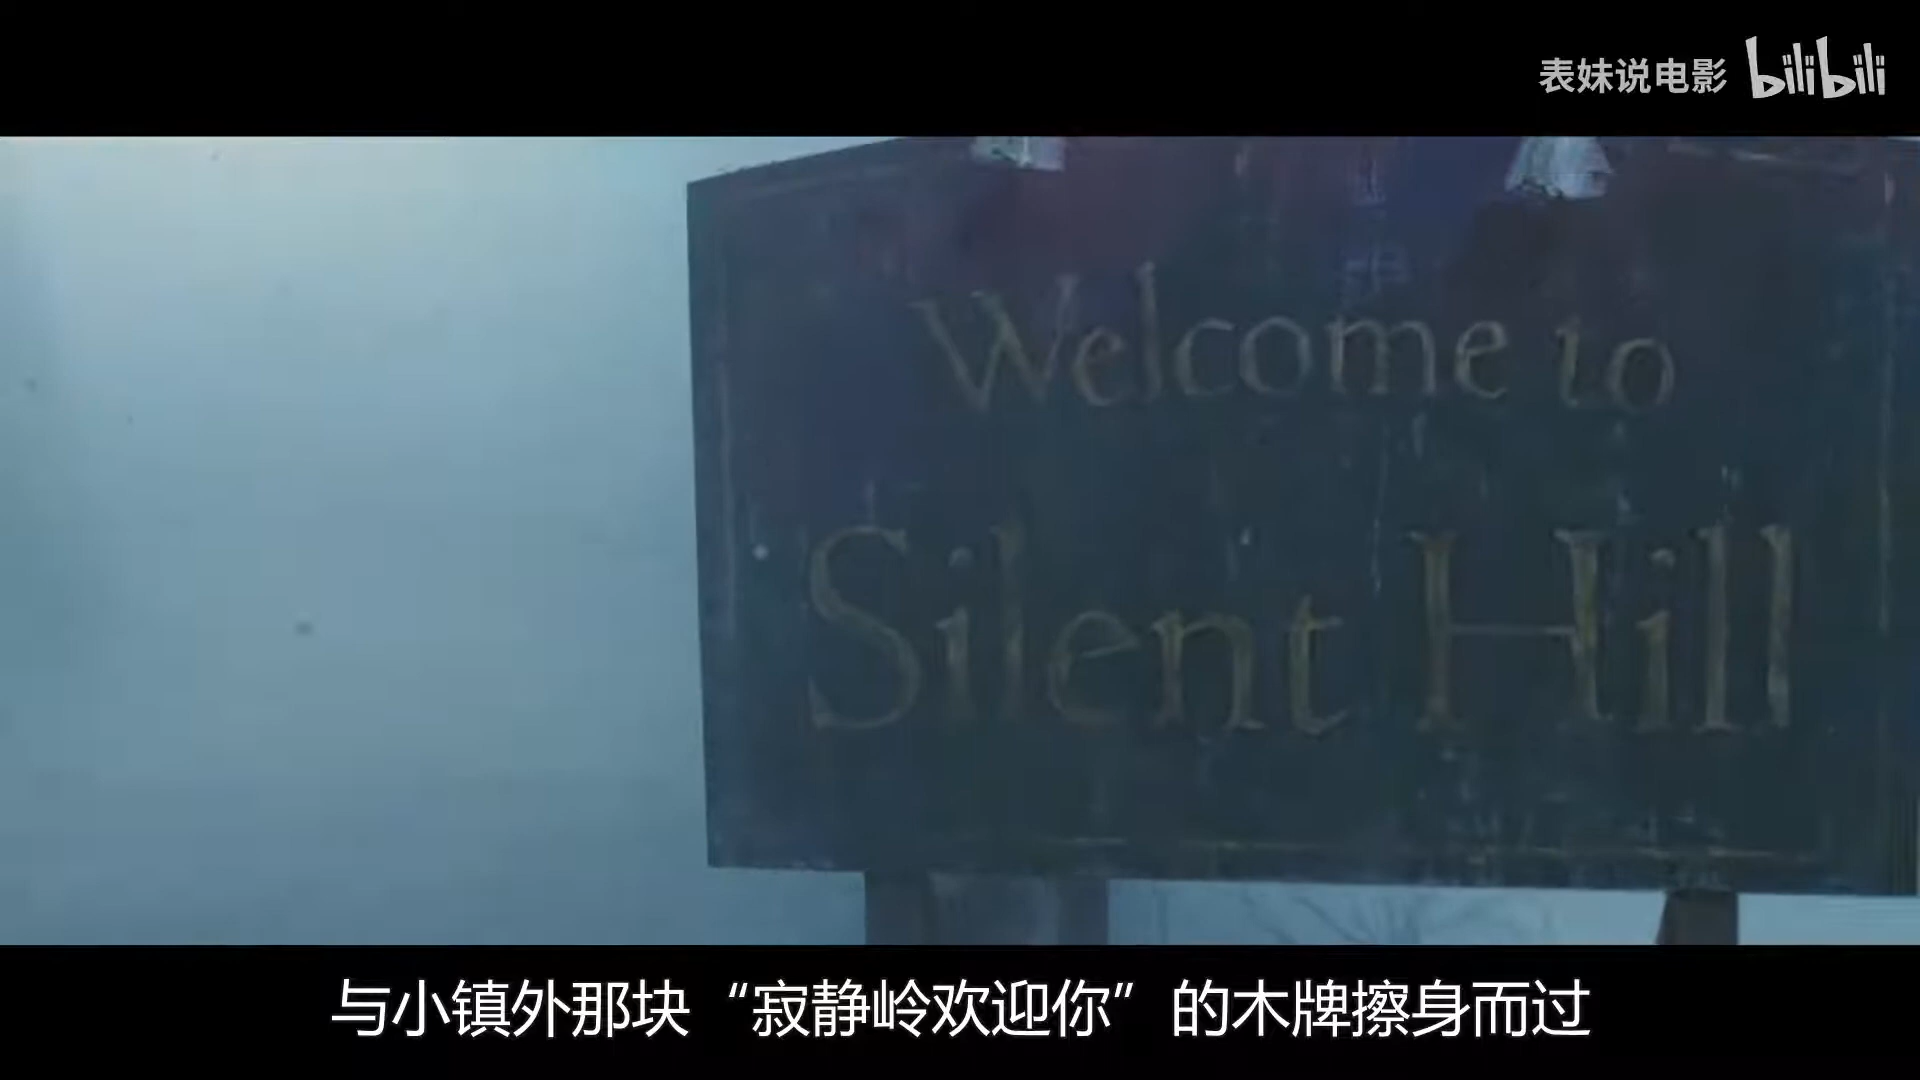 表妹说电影 bilibili
Welcome to
Silent Hill
与小镇外那块“寂静岭欢迎你”的木牌擦身而过